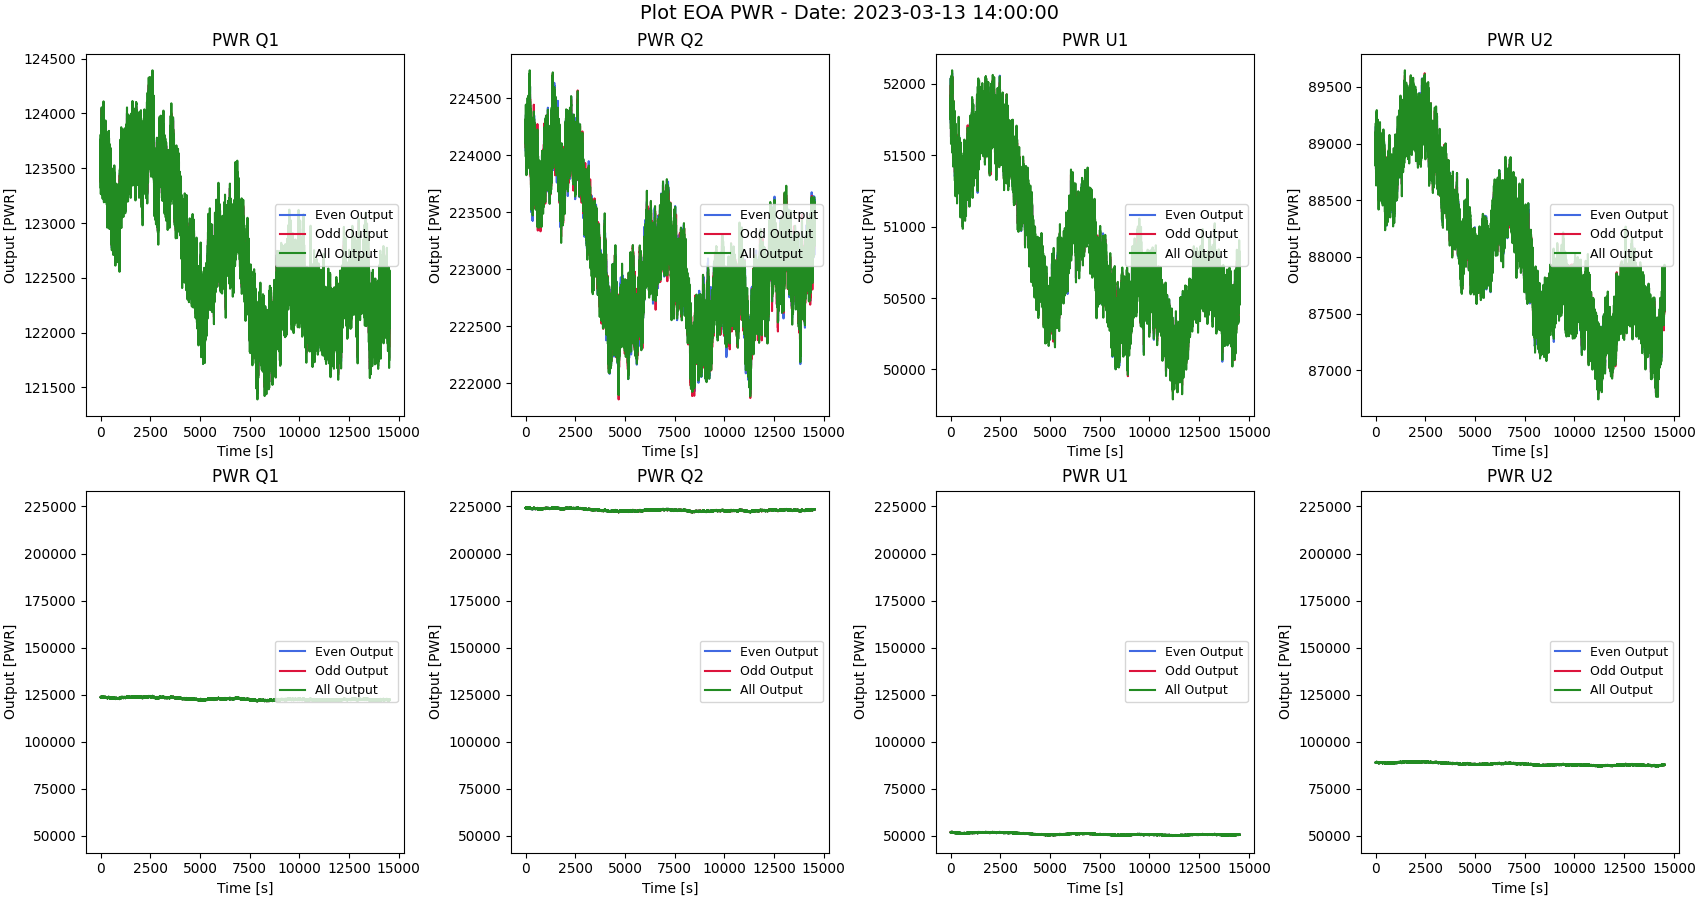 Plot EOA PWR - Date: 2023-03-13 14:00:00
PWR Q1
124500
124000
123500
123000
122500
122000
121500
Output [PWR]
0 2500 5000 7500 10000 12500 15000
Time [s]
Even Output
Odd Output
All Output
PWR Q2
224500
224000
223500
223000
222500
222000
Output [PWR]
0 2500 5000 7500 10000 12500 15000
Time [s]
Even Output
Odd Output
All Output
PWR U1
52000
51500
51000
50500
50000
Output [PWR]
0 2500 5000 7500 10000 12500 15000
Time [s]
Even Output
Odd Output
All Output
PWR U2
89500
89000
88500
88000
87500
87000
Output [PWR]
0 2500 5000 7500 10000 12500 15000
Time [s]
Even Output
Odd Output
All Output
PWR Q1
225000
200000
175000
150000
125000
100000
75000
50000
Output [PWR]
0 2500 5000 7500 10000 12500 15000
Time [s]
Even Output
Odd Output
All Output
PWR Q2
225000
200000
175000
150000
125000
100000
75000
50000
Output [PWR]
0 2500 5000 7500 10000 12500 15000
Time [s]
Even Output
Odd Output
All Output
PWR U1
225000
200000
175000
150000
125000
100000
75000
50000
Output [PWR]
0 2500 5000 7500 10000 12500 15000
Time [s]
Even Output
Odd Output
All Output
PWR U2
225000
200000
175000
150000
125000
100000
75000
50000
Output [PWR]
0 2500 5000 7500 10000 12500 15000
Time [s]
Even Output
Odd Output
All Output